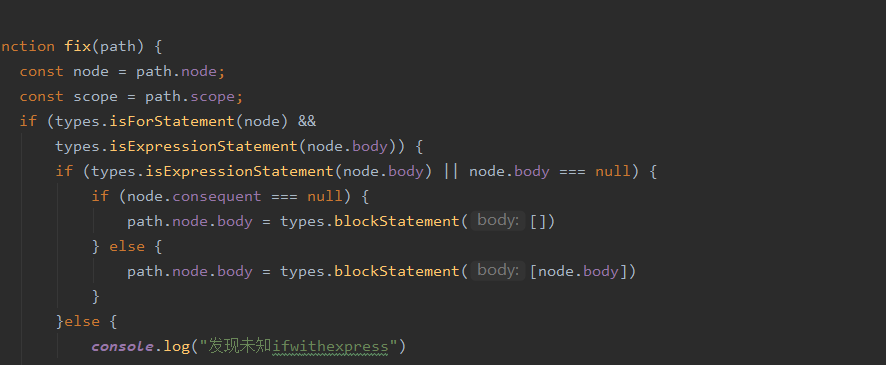 nction fix(path) {
const node = path.node;
const scope = path.scope;
if (types.isForStatement(node) &&
types.isExpressionStatement(node.body)) {
if (types.isExpressionStatement(node.body) || node.body === null) {
if (node.consequent === null) {
path.node.body = types.blockStatement( body: [])
} else {
path.node.body = types.blockStatement( body: [node.body])
}
}else {
console.log("发现未知ifwithexpress")